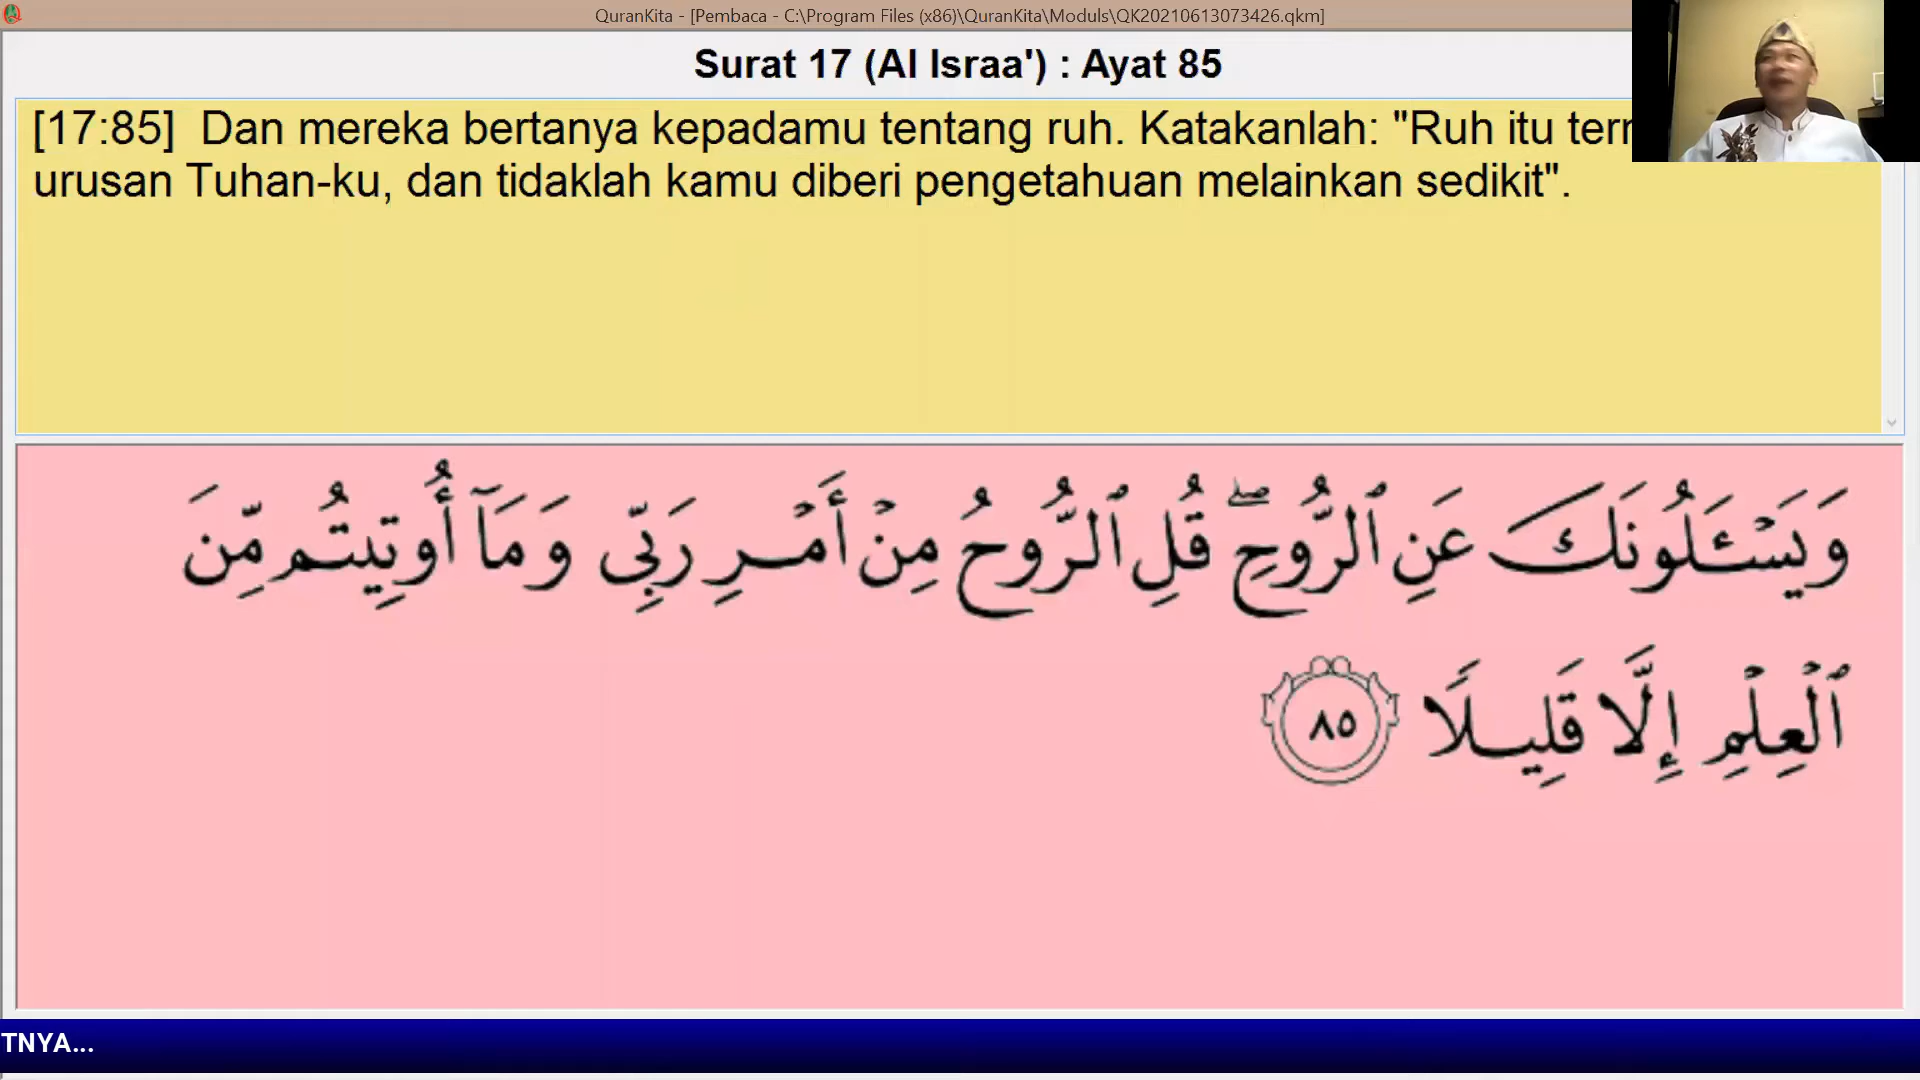 QuranKita - [Pembaca - C:\Program Files (x86)\QuranKita\Moduls\QK20210613073426.qkm]
Surat 17 (Al Israa') : Ayat 85
[17:85] Dan mereka bertanya kepadamu tentang ruh. Katakanlah: "Ruh itu
urusan Tuhan-ku, dan tidaklah kamu diberi pengetahuan melainkan sedikit".
وَيَسْـَٔلُونَكَ عَنِ ٱلرُّوحِ ۖ قُلِ ٱلرُّوحُ مِنْ أَمْرِ رَبِّى وَمَآ أُوتِيتُم مِّنَ
ٱلْعِلْمِ إِلَّا قَلِيلًا ٨٥
TNYA...